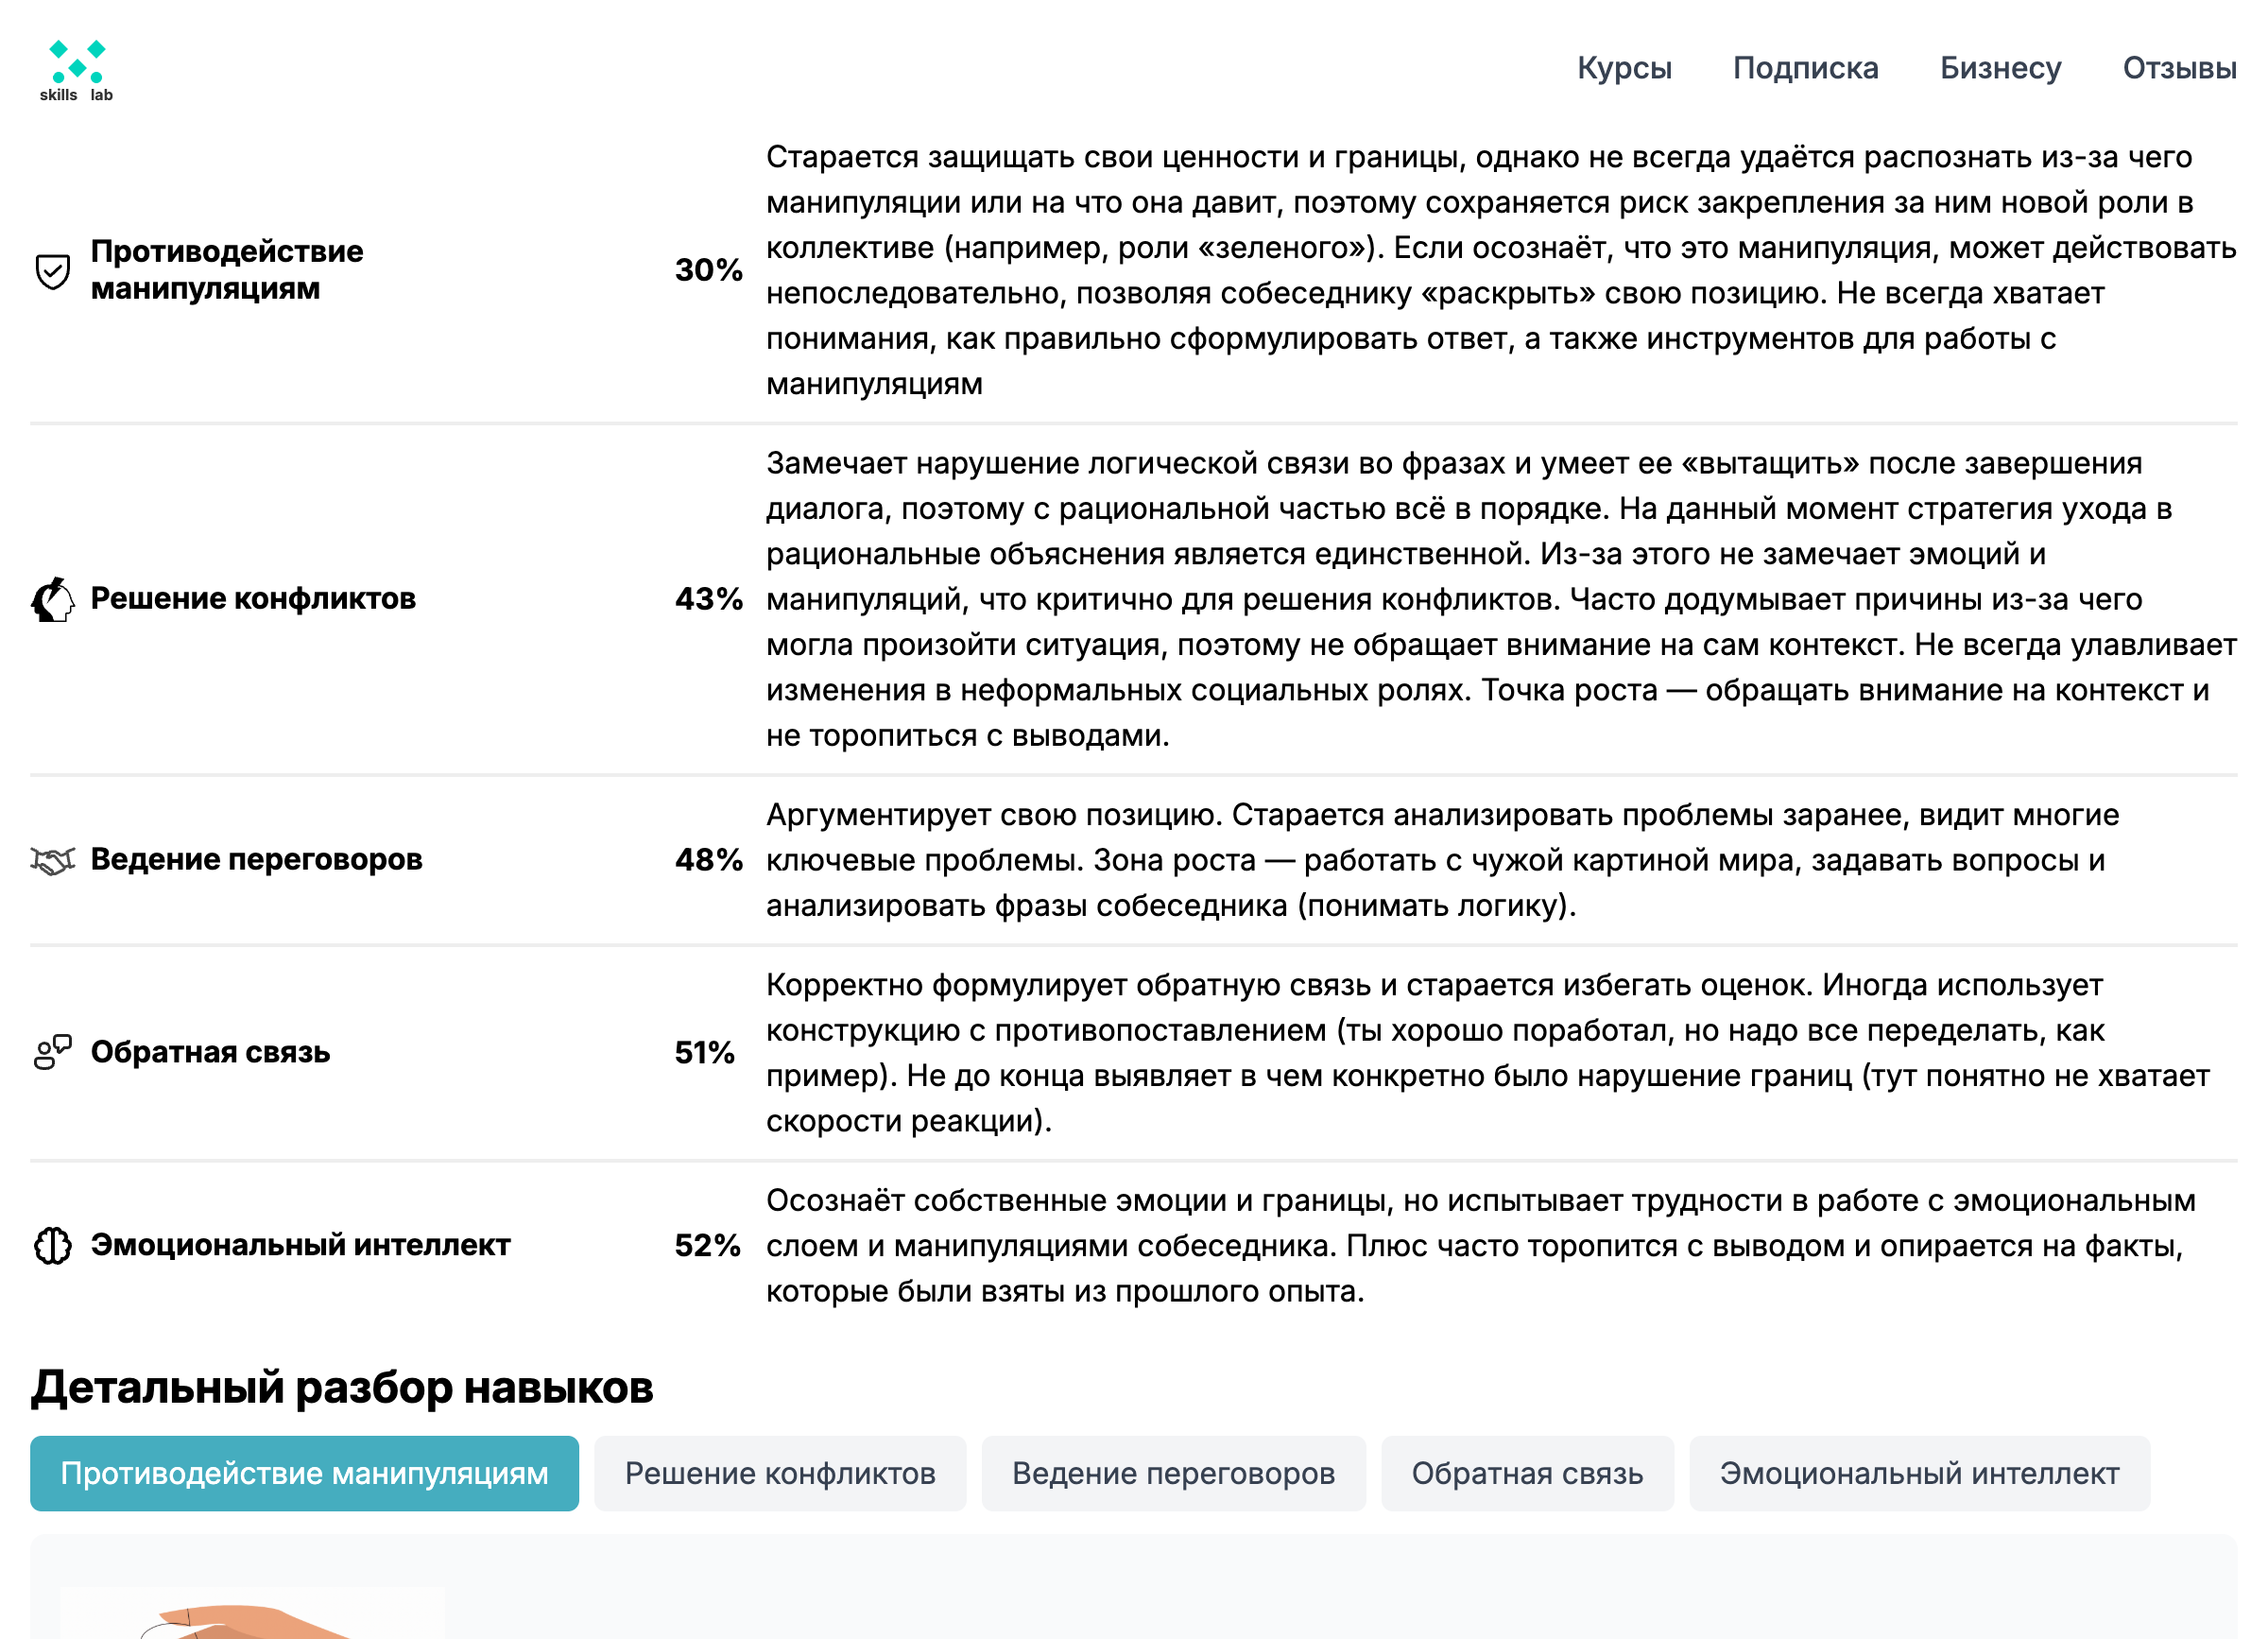 skills lab
Курсы Подписка Бизнесу Отзывы
Противодействие
манипуляциям
30%
Старается защищать свои ценности и границы, однако не всегда удаётся распознать из-за чего
манипуляции или на что она давит, поэтому сохраняется риск закрепления за ним новой роли в
коллективе (например, роли «зеленого»). Если осознаёт, что это манипуляция, может действовать
непоследовательно, позволяя собеседнику «раскрыть» свою позицию. Не всегда хватает
понимания, как правильно сформулировать ответ, а также инструментов для работы с
манипуляциям
Решение конфликтов
43%
Замечает нарушение логической связи во фразах и умеет ее «вытащить» после завершения
диалога, поэтому с рациональной частью всё в порядке. На данный момент стратегия ухода в
рациональные объяснения является единственной. Из-за этого не замечает эмоций и
манипуляций, что критично для решения конфликтов. Часто додумывает причины из-за чего
могла произойти ситуация, поэтому не обращает внимание на сам контекст. Не всегда улавливает
изменения в неформальных социальных ролях. Точка роста — обращать внимание на контекст и
не торопиться с выводами.
Ведение переговоров
48%
Аргументирует свою позицию. Старается анализировать проблемы заранее, видит многие
ключевые проблемы. Зона роста — работать с чужой картиной мира, задавать вопросы и
анализировать фразы собеседника (понимать логику).
Обратная связь
51%
Корректно формулирует обратную связь и старается избегать оценок. Иногда использует
конструкцию с противопоставлением (ты хорошо поработал, но надо все переделать, как
пример). Не до конца выявляет в чем конкретно было нарушение границ (тут понятно не хватает
скорости реакции).
Эмоциональный интеллект
52%
Осознаёт собственные эмоции и границы, но испытывает трудности в работе с эмоциональным
слоем и манипуляциями собеседника. Плюс часто торопится с выводом и опирается на факты,
которые были взяты из прошлого опыта.
Детальный разбор навыков
Противодействие манипуляциям Решение конфликтов Ведение переговоров Обратная связь Эмоциональный интеллект